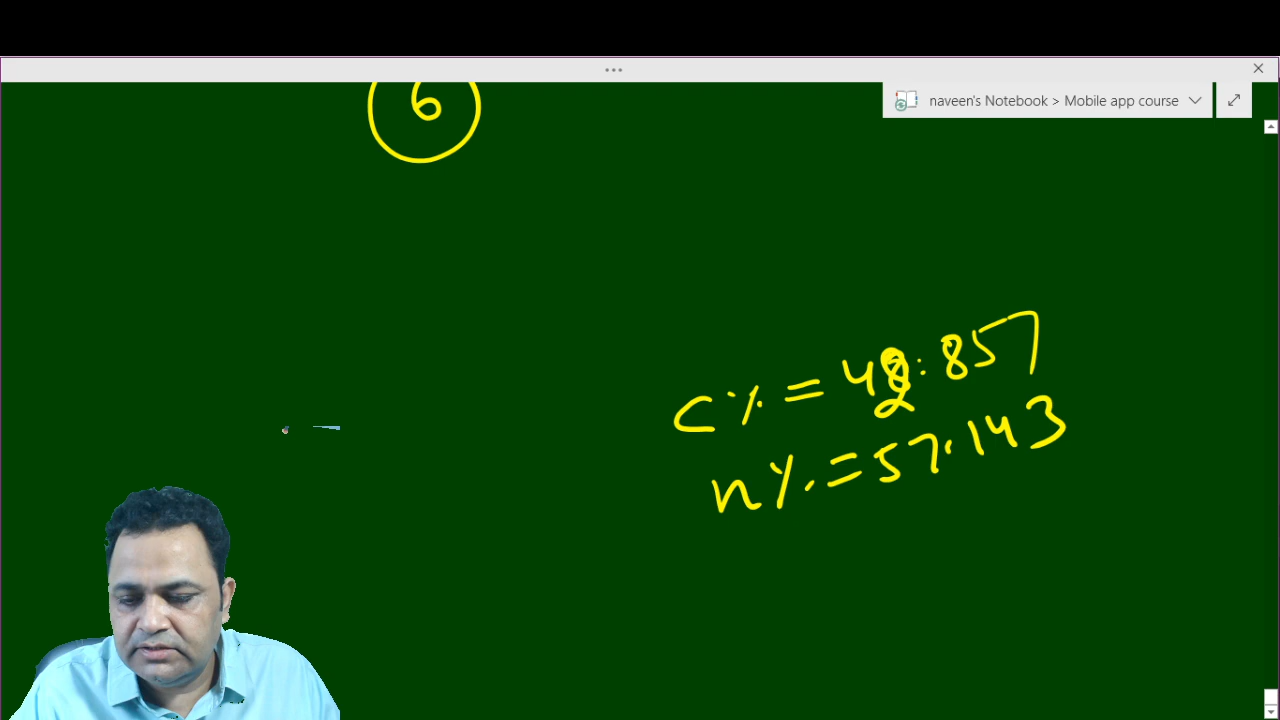 6
naveen's Notebook > Mobile app course
C% = 42.857
n% = 57.143